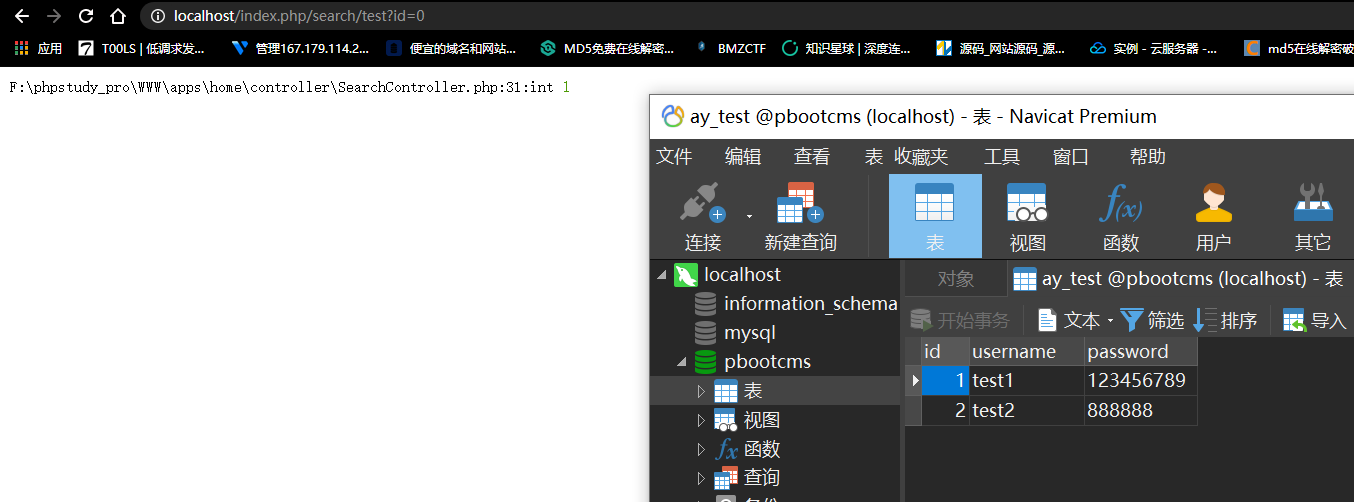 localhost/index.php/search/test?id=0
应用 T00LS | 低调求发... 管理167.179.114.2... 便宜的域名和网站... MD5免费在线解密... BMZCTF 知识星球 | 深度连... 源码_网站源码_源... 实例 - 云服务器 -... md5在线解密破
F:\phpstudy_pro\WWW\apps\home\controller\SearchController.php:31:int 1
ay_test @pbootcms (localhost) - 表 - Navicat Premium
文件 编辑 查看 表 收藏夹 工具 窗口 帮助
连接 新建查询 表 视图 函数 用户 其它
localhost
information_schema
mysql
pbootcms
表
视图
函数
查询
对象 ay_test @pbootcms (localhost) - 表
开始事务 文本 筛选 排序 导入
id username password
1 test1 123456789
2 test2 888888